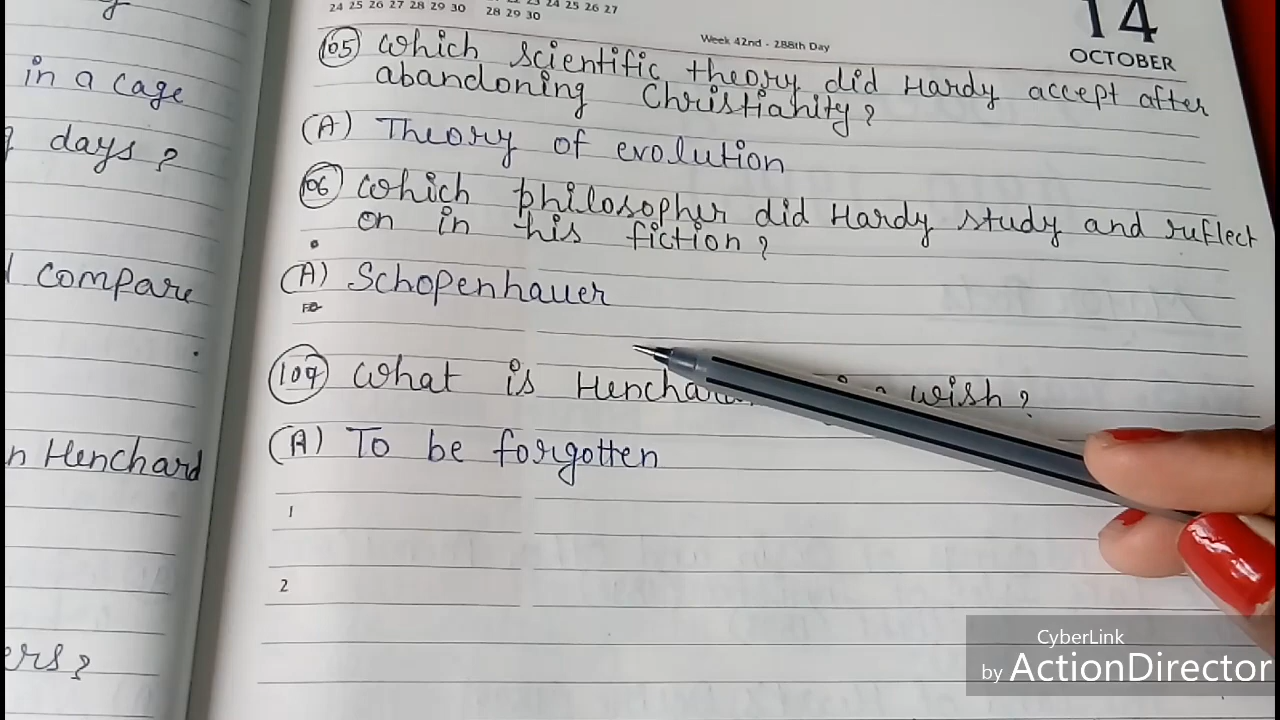 24 25 26 27 28 29 30
28 29 30
24 25 26 27
Week 42nd - 288th Day
14
OCTOBER
in a cage
days?
compare
n Henchard
ers?
105 Which scientific theory did Hardy accept after
abandoning Christianity?
(A) Theory of evolution
106 Which philosopher did Hardy study and reflect
on in his fiction?
(A) Schopenhauer
107 What is wish?
(A) To be forgotten
1
2
CyberLink
by ActionDirector